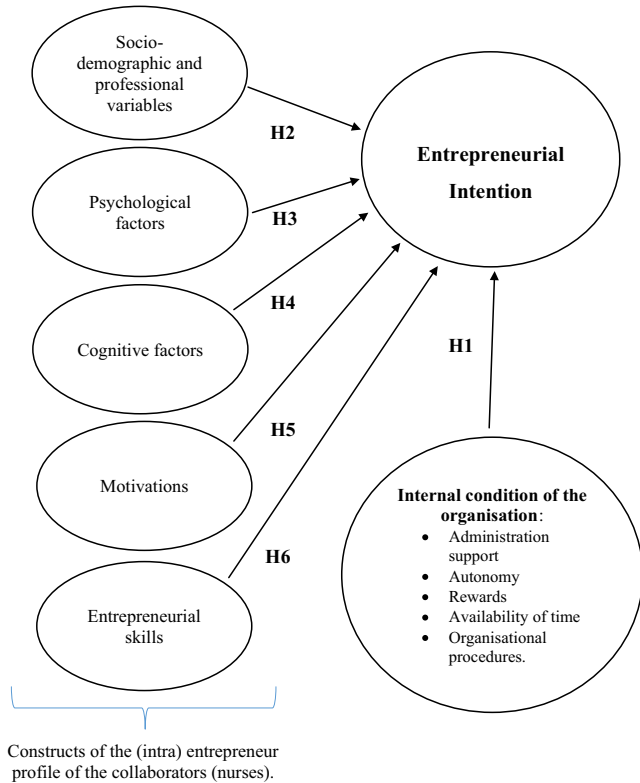 Socio-
demographic and
professional
variables
H2
Entrepreneurial
Intention
Psychological
factors
H3
Cognitive factors
H4
H1
Motivations
H5
Internal condition of the
organisation:
• Administration
support
• Autonomy
• Rewards
• Availability of time
• Organisational
procedures.
Entrepreneurial
skills
H6
Constructs of the (intra) entrepreneur
profile of the collaborators (nurses).